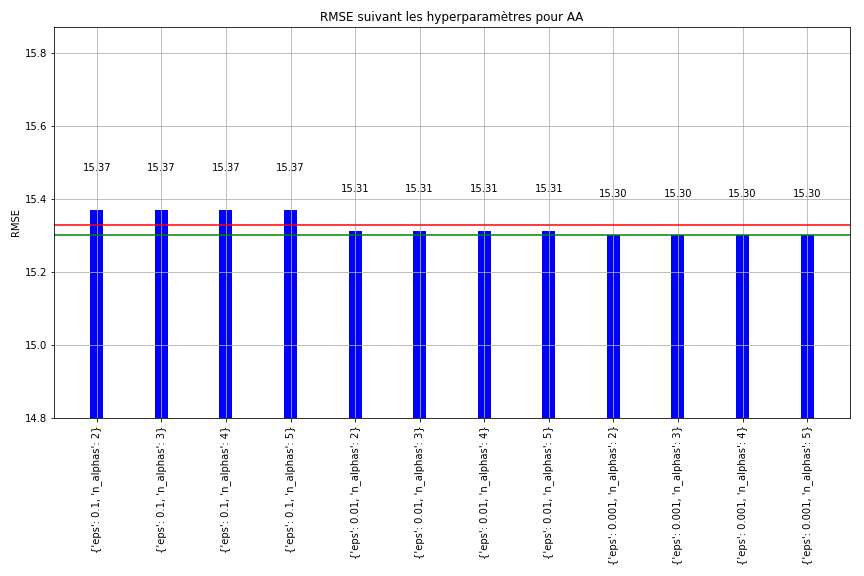 RMSE suivant les hyperparamètres pour AA
RMSE
15.8
15.6
15.4
15.2
15.0
14.8
15.37
15.37
15.37
15.37
15.31
15.31
15.31
15.31
15.30
15.30
15.30
15.30
{'eps': 0.1, 'n_alphas': 2}
{'eps': 0.1, 'n_alphas': 3}
{'eps': 0.1, 'n_alphas': 4}
{'eps': 0.1, 'n_alphas': 5}
{'eps': 0.01, 'n_alphas': 2}
{'eps': 0.01, 'n_alphas': 3}
{'eps': 0.01, 'n_alphas': 4}
{'eps': 0.01, 'n_alphas': 5}
{'eps': 0.001, 'n_alphas': 2}
{'eps': 0.001, 'n_alphas': 3}
{'eps': 0.001, 'n_alphas': 4}
{'eps': 0.001, 'n_alphas': 5}